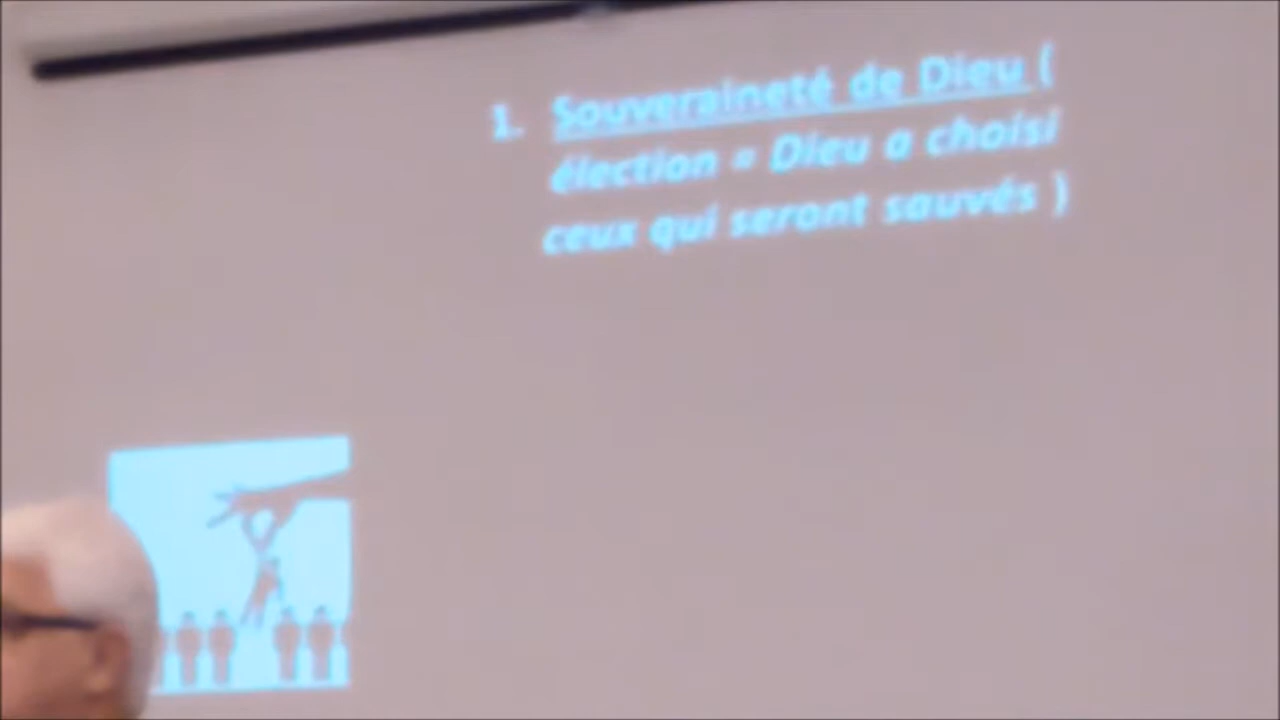 1. Souveraineté de Dieu (
élection = Dieu a choisi
ceux qui seront sauvés )